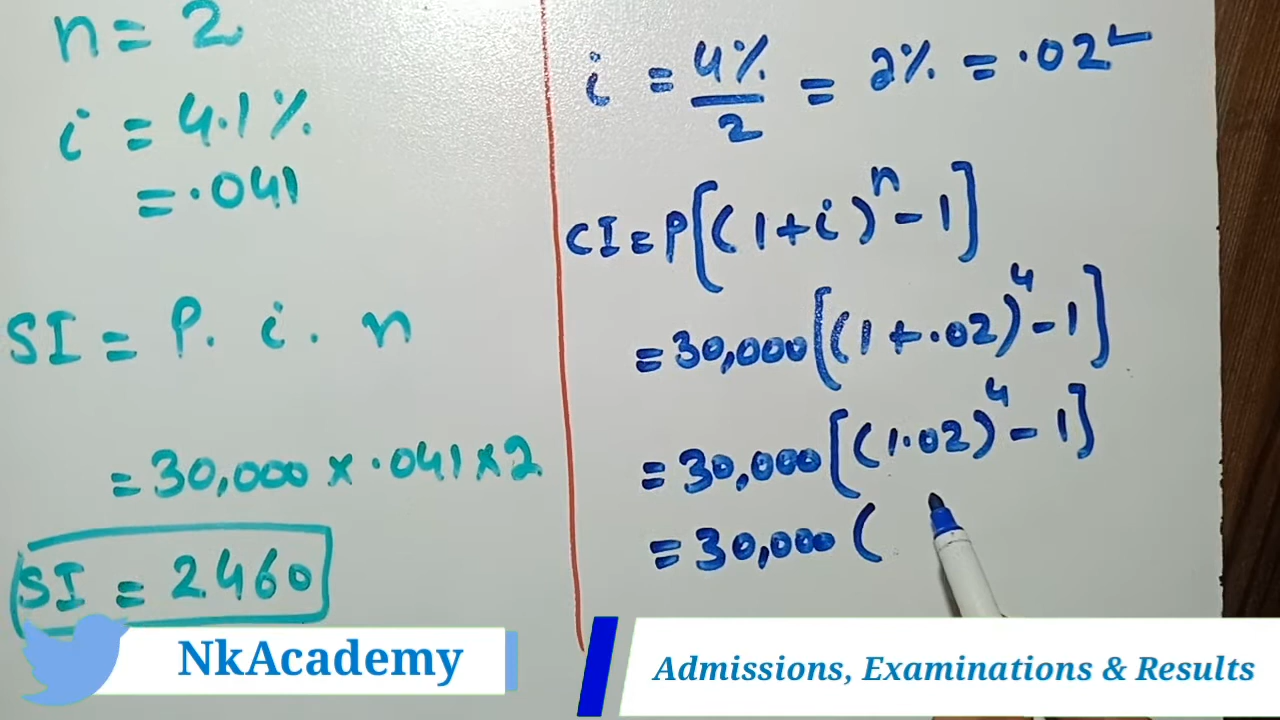 n = 2
i = 4.1%
= .041
SI = P. i. n
= 30,000 × .041 × 2
SI = 2460
i = 4%/2 = 2% = .02
CI = P[(1+i)^n - 1]
= 30,000[(1+.02)^4 - 1]
= 30,000[(1.02)^4 - 1]
= 30,000 (
NkAcademy
Admissions, Examinations & Results